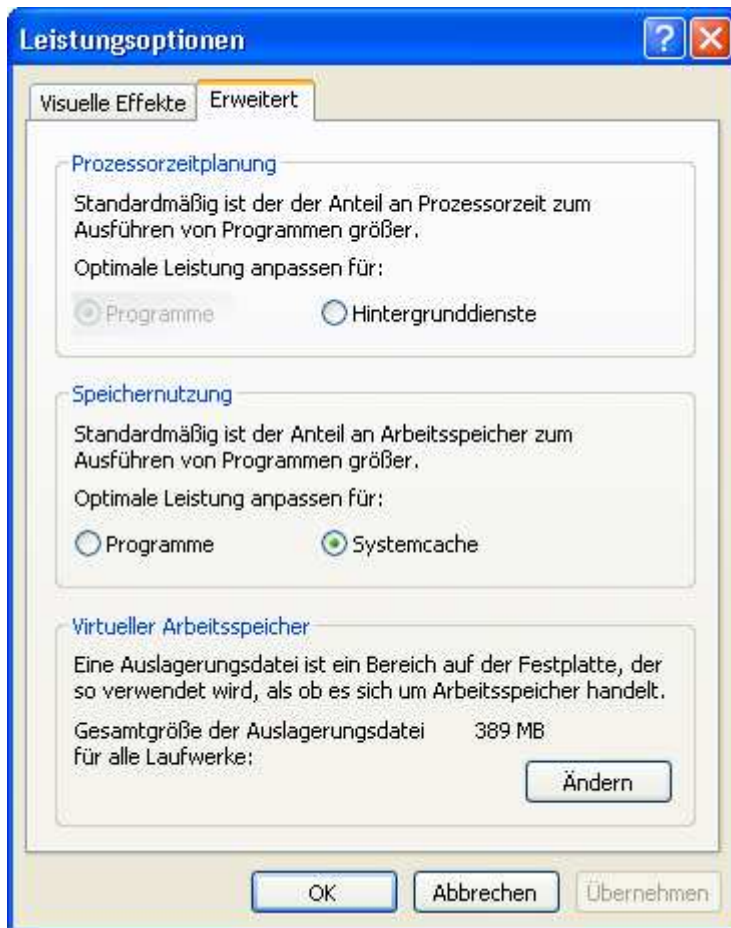 Leistungsoptionen
Visuelle Effekte
Erweitert
Prozessorzeitplanung
Standardmäßig ist der der Anteil an Prozessorzeit zum
Ausführen von Programmen größer.
Optimale Leistung anpassen für:
Programme
Hintergrunddienste
Speichernutzung
Standardmäßig ist der Anteil an Arbeitsspeicher zum
Ausführen von Programmen größer.
Optimale Leistung anpassen für:
Programme
Systemcache
Virtueller Arbeitsspeicher
Eine Auslagerungsdatei ist ein Bereich auf der Festplatte, der
so verwendet wird, als ob es sich um Arbeitsspeicher handelt.
Gesamtgröße der Auslagerungsdatei 389 MB
für alle Laufwerke:
Ändern
OK
Abbrechen
Übernehmen